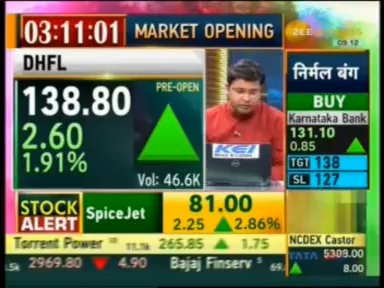 03:11:01 MARKET OPENING
ZEE
09:12
DHFL
138.80
PRE-OPEN
2.60
1.91%
Vol: 46.6K
KEI
निर्मल बंग
BUY
Karnataka Bank
131.10
0.85
TGT 138
SL 127
STOCK
ALERT
SpiceJet
81.00
2.25 2.86%
Torrent Power 265.85 1.75
.5k 2969.80 4.90 Bajaj Finserv
NCDEX Castor
5309.00
8.00